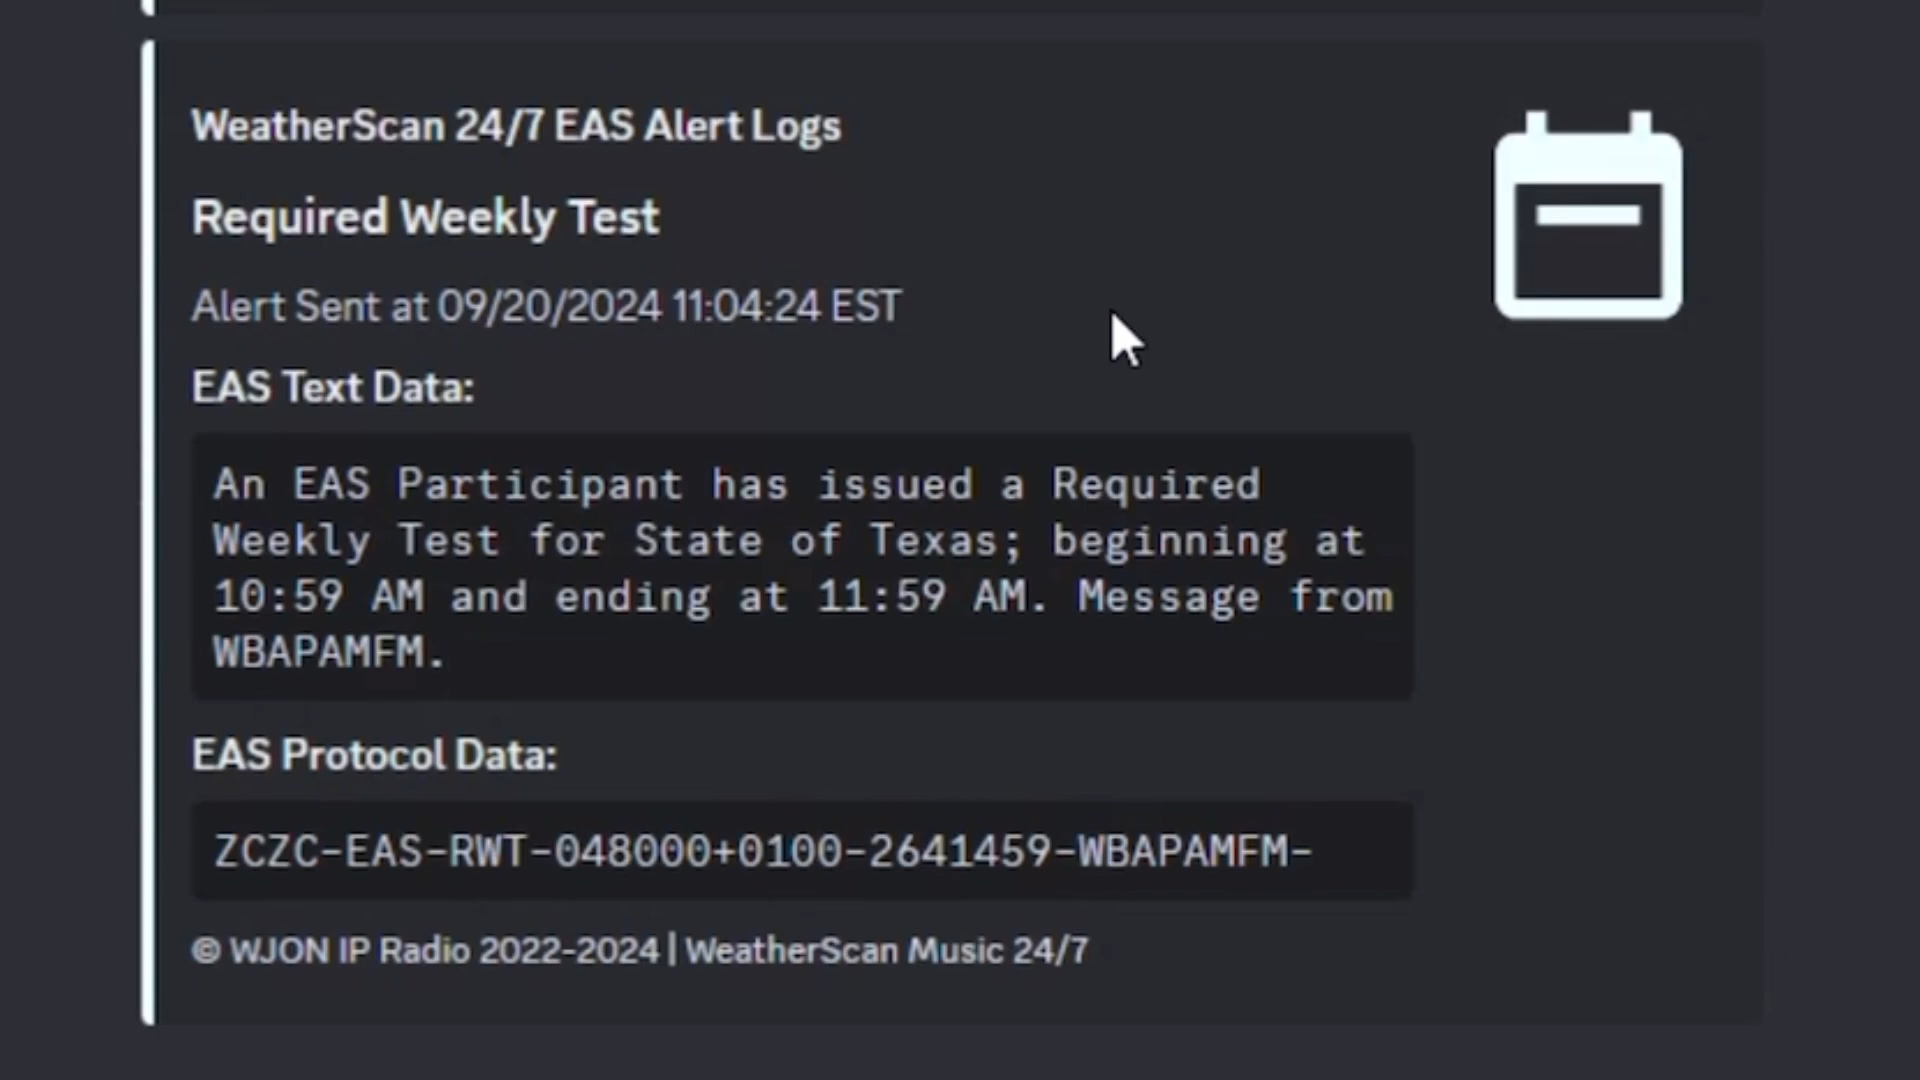 WeatherScan 24/7 EAS Alert Logs
Required Weekly Test
Alert Sent at 09/20/2024 11:04:24 EST
EAS Text Data:
An EAS Participant has issued a Required
Weekly Test for State of Texas; beginning at
10:59 AM and ending at 11:59 AM. Message from
WBAPAMFM.
EAS Protocol Data:
ZCZC-EAS-RWT-048000+0100-2641459-WBAPAMFM-
© WJON IP Radio 2022-2024 | WeatherScan Music 24/7